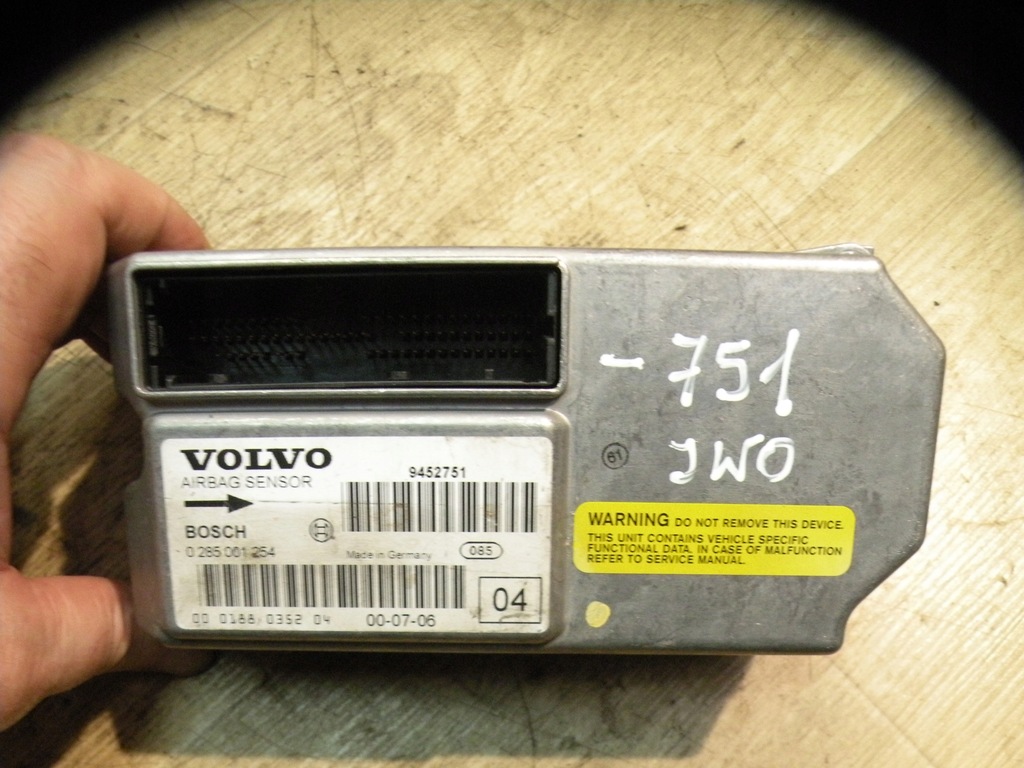 VOLVO
AIRBAG SENSOR
9452751
BOSCH
0 285 001 254
Made in Germany
085
00 0188 0352 04
00-07-06
04
- 751
JWO
81
WARNING DO NOT REMOVE THIS DEVICE.
THIS UNIT CONTAINS VEHICLE SPECIFIC
FUNCTIONAL DATA. IN CASE OF MALFUNCTION
REFER TO SERVICE MANUAL.